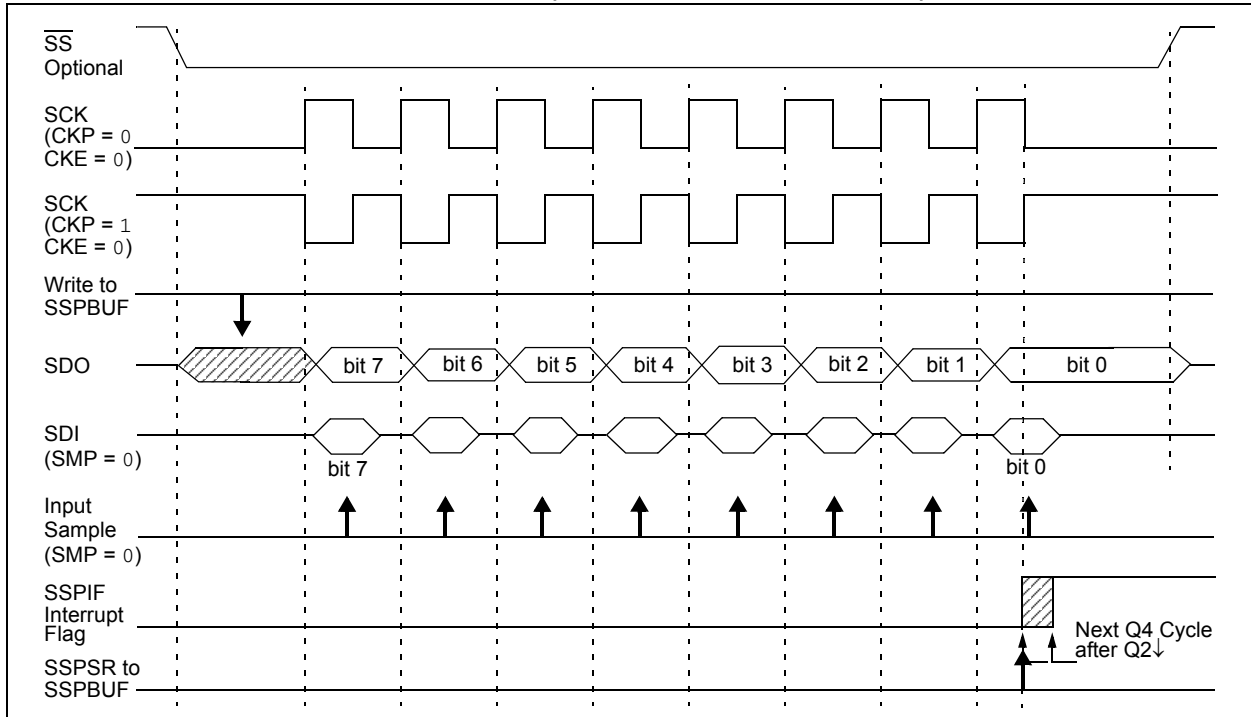 SS
Optional
SCK
(CKP = 0
CKE = 0)
SCK
(CKP = 1
CKE = 0)
Write to
SSPBUF
SDO
bit 7 bit 6 bit 5 bit 4 bit 3 bit 2 bit 1 bit 0
SDI
(SMP = 0)
bit 7 bit 0
Input
Sample
(SMP = 0)
SSPIF
Interrupt
Flag
Next Q4 Cycle
after Q2↓
SSPSR to
SSPBUF